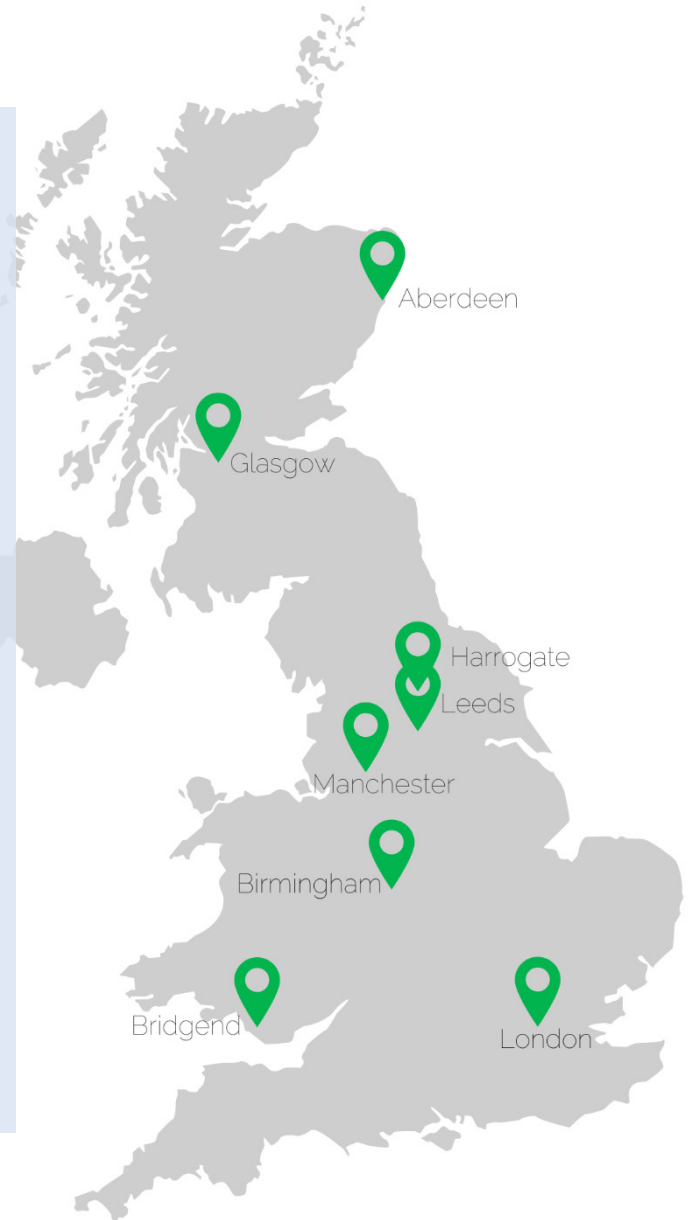 Aberdeen
Glasgow
Harrogate
Leeds
Manchester
Birmingham
Bridgend
London